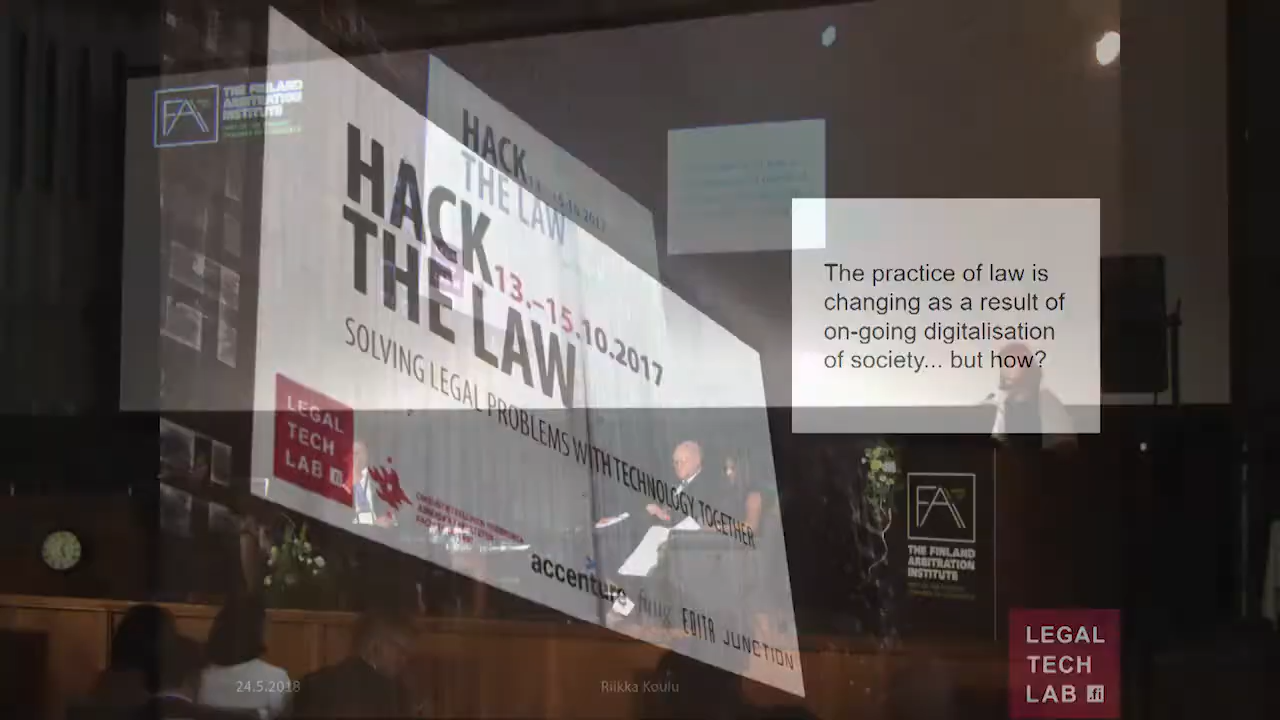 THE FINLAND
ARBITRATION
INSTITUTE
HACK
THE LAW
HACK
THE LAW
13.–15.10.2017
SOLVING LEGAL PROBLEMS WITH TECHNOLOGY TOGETHER
The practice of law is
changing as a result of
on-going digitalisation
of society... but how?
LEGAL
TECH
LAB .fi
accenture
EDITA
JUNCTION
FAI
THE FINLAND
ARBITRATION
INSTITUTE
LEGAL
TECH
LAB .fi
24.5.2018
Riikka Koulu